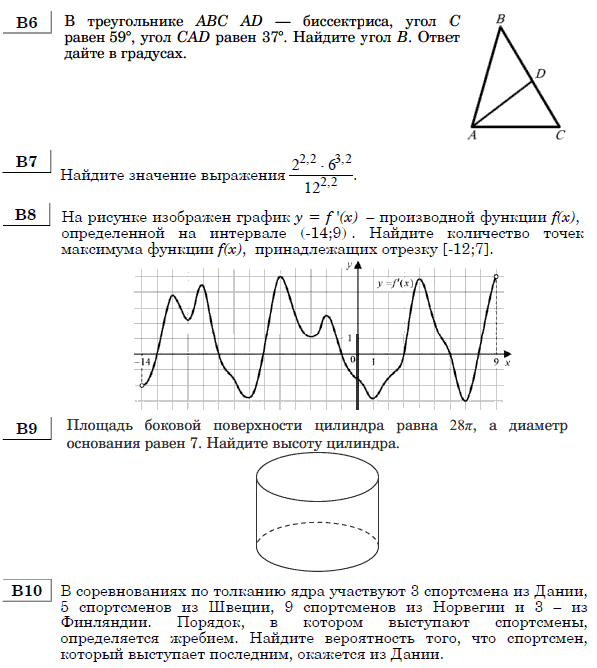 B6
В треугольнике ABC AD — биссектриса, угол C
равен 59°, угол CAD равен 37°. Найдите угол B. Ответ
дайте в градусах.
B
D
A
C
B7
Найдите значение выражения 2^{2,2} · 6^{3,2} / 12^{2,2}.
B8
На рисунке изображен график y = f '(x) – производной функции f(x),
определенной на интервале (-14;9) . Найдите количество точек
максимума функции f(x), принадлежащих отрезку [-12;7].
y
y =f'(x)
1
-14
0
1
9
x
B9
Площадь боковой поверхности цилиндра равна 28π, а диаметр
основания равен 7. Найдите высоту цилиндра.
B10
В соревнованиях по толканию ядра участвуют 3 спортсмена из Дании,
5 спортсменов из Швеции, 9 спортсменов из Норвегии и 3 – из
Финляндии. Порядок, в котором выступают спортсмены,
определяется жребием. Найдите вероятность того, что спортсмен,
который выступает последним, окажется из Дании.